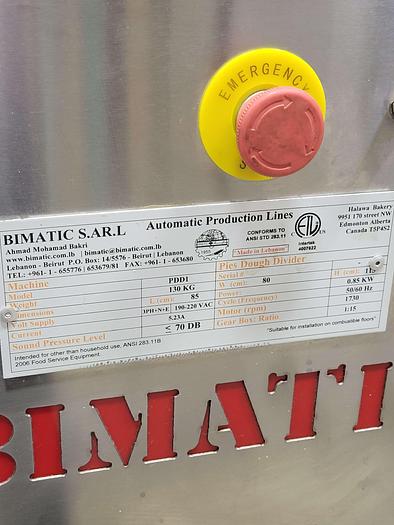 EMERGENCY
BIMATIC S.AR.L
Automatic Production Lines
Halawa Bakery
9951 170 street NW
Edmonton Alberta
Canada T5P4S2
Ahmad Mohamad Bakri
www.bimatic.com.lb / bimatic@bimatic.com.lb
Lebanon - Beirut P.O. Box: 14/5576 - Beirut / Lebanon
TEL: +961- 1 - 655776 / 653679/81 FAX: +961- 1 - 653680
CONFORMS TO
ANSI STD 283.11
Intertek
4007822
Made in Lebanon
Machine Pies Dough Divider
Model PDD1 Serial #
Weight 130 KG
Dimensions L (cm): 85 W (cm): 80 H (cm): 115
Volt Supply 3PH+N+E 190-220 VAC Power: 0.85 KW
Current 5.23A Cycle (Frequency) 50/60 Hz
Sound Pressure Level ≤ 70 DB Motor (rpm) 1730
Gear Box: Ratio 1:15
Intended for other than household use, ANSI 283.11B
2006 Food Service Equipment.
"Suitable for installation on combustible floors"
BIMATI